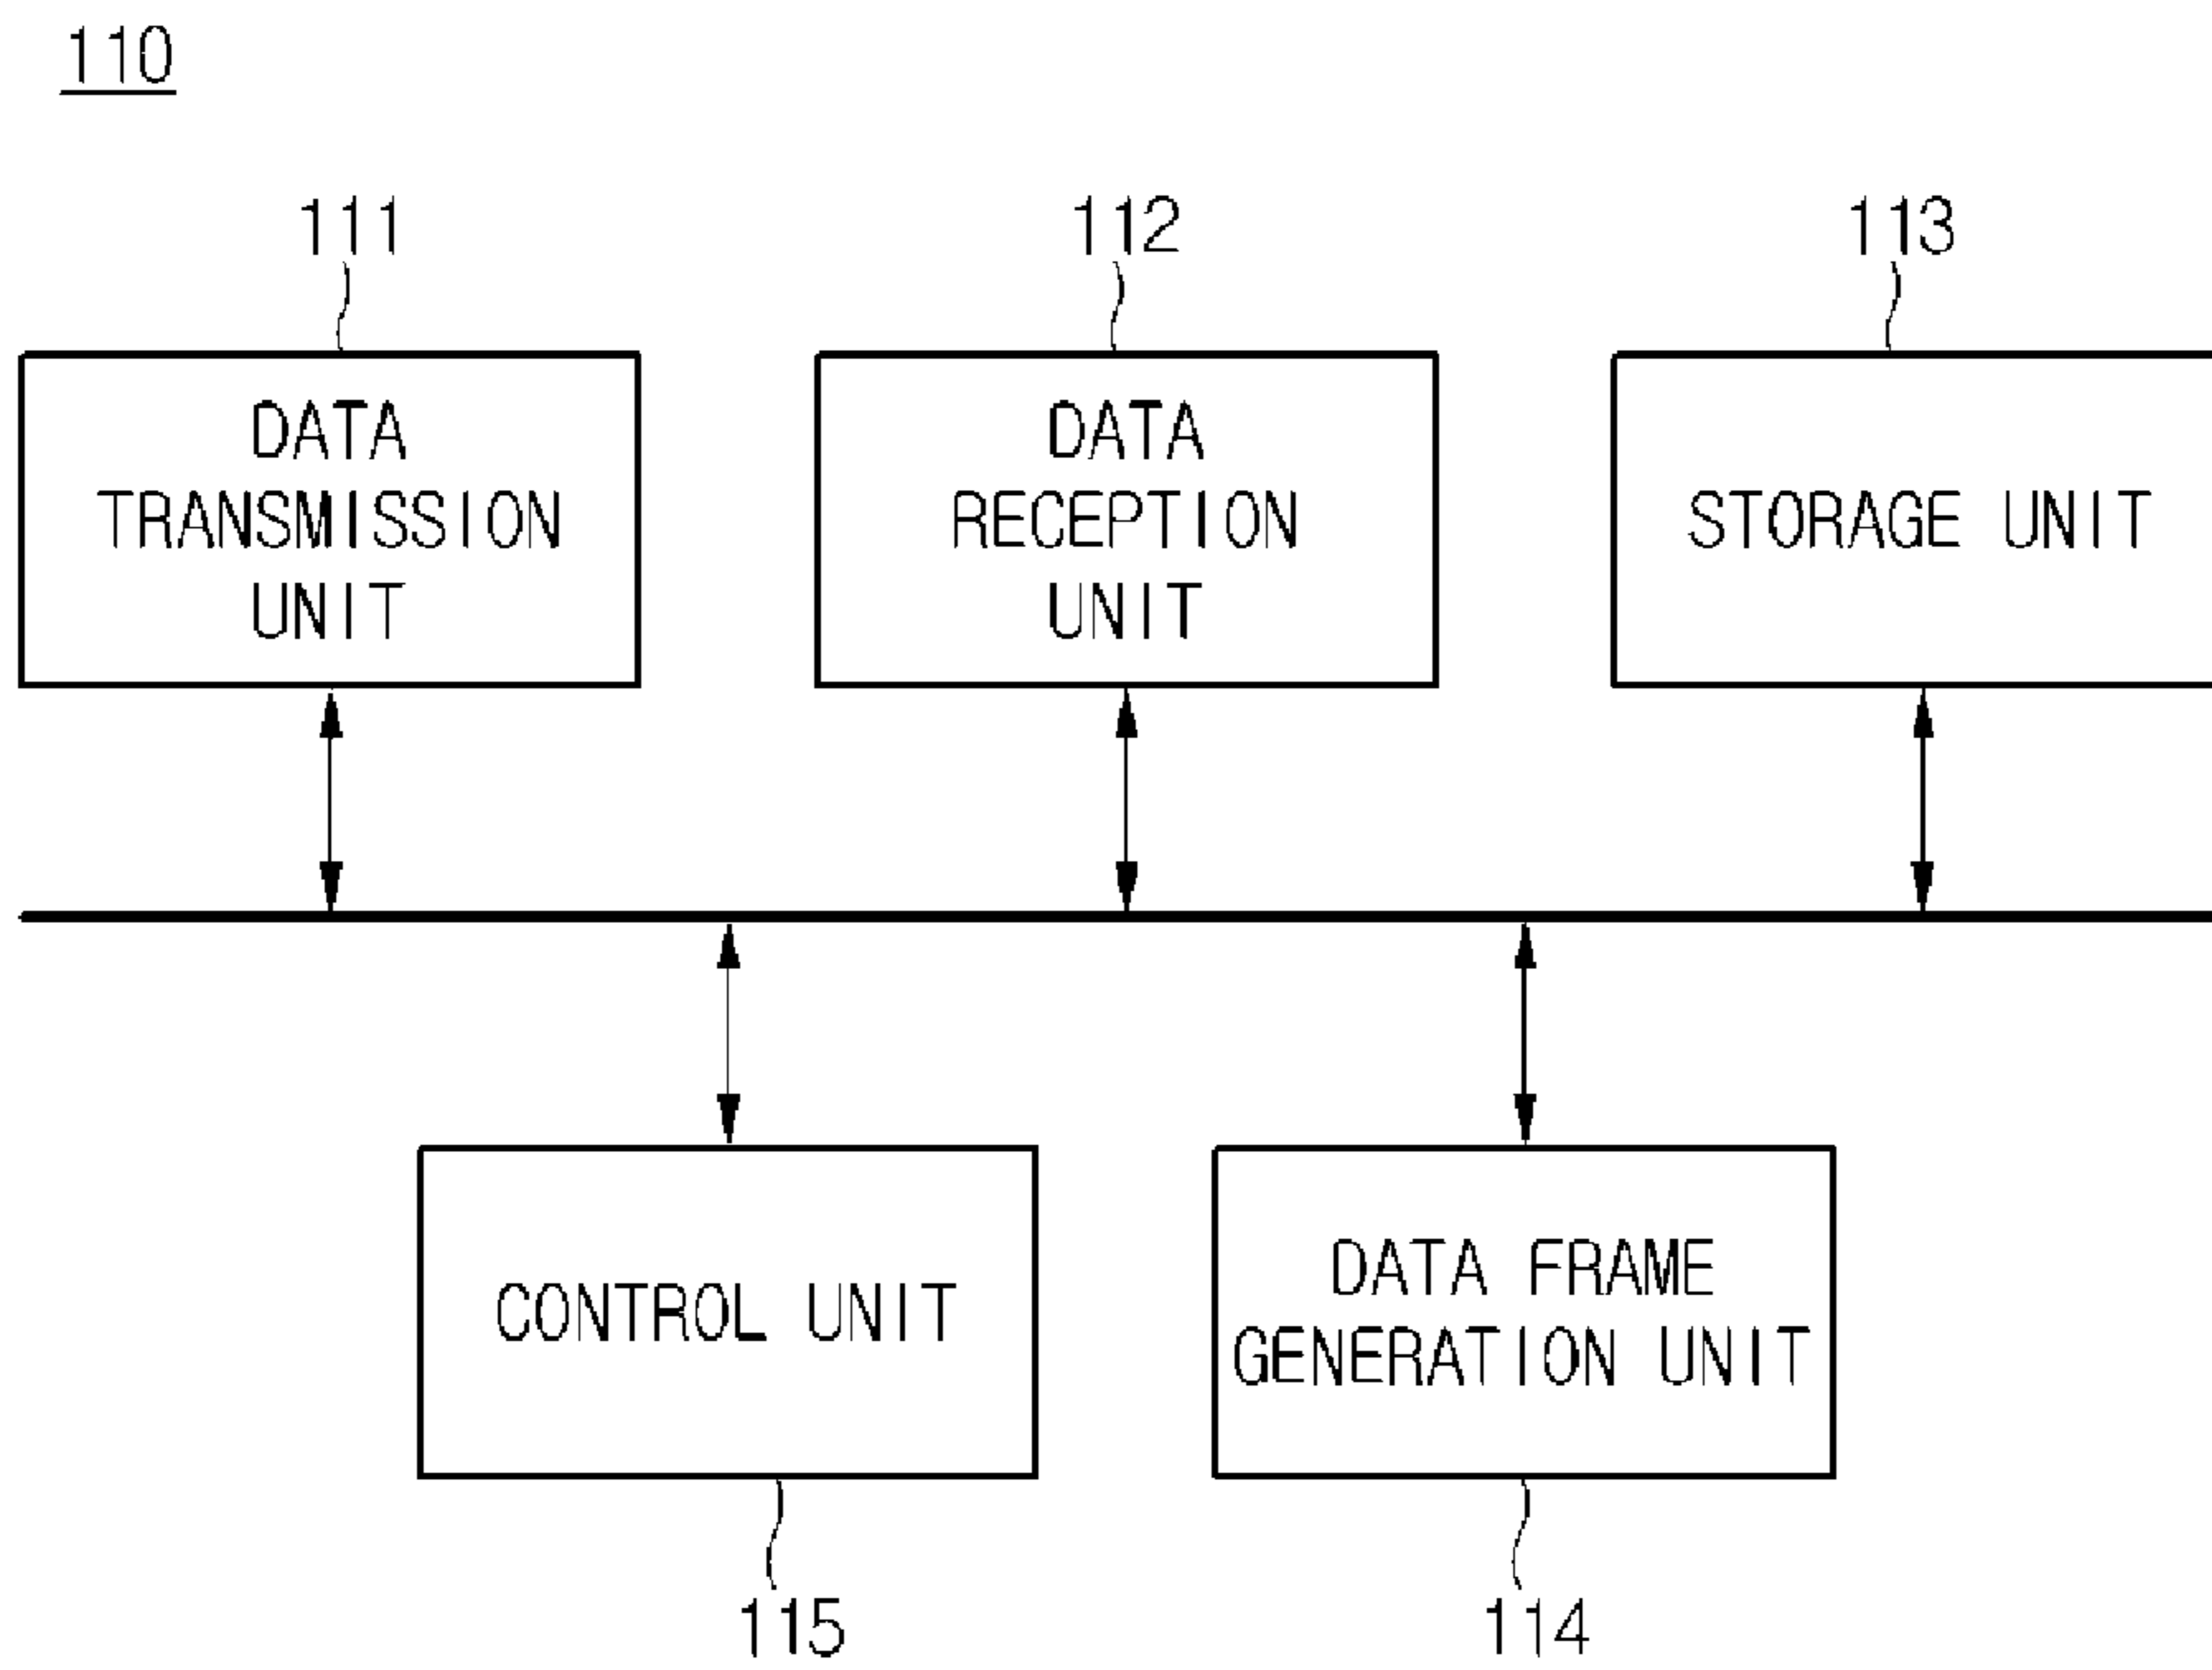 110
111
112
113
DATA
TRANSMISSION
UNIT
DATA
RECEPTION
UNIT
STORAGE UNIT
CONTROL UNIT
DATA FRAME
GENERATION UNIT
115
114